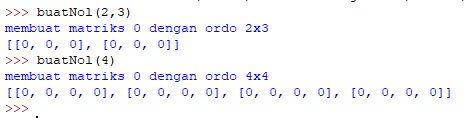 >>> buatNol(2,3)
membuat matriks 0 dengan ordo 2x3
[[0, 0, 0], [0, 0, 0]]
>>> buatNol(4)
membuat matriks 0 dengan ordo 4x4
[[0, 0, 0, 0], [0, 0, 0, 0], [0, 0, 0, 0], [0, 0, 0, 0]]
>>>